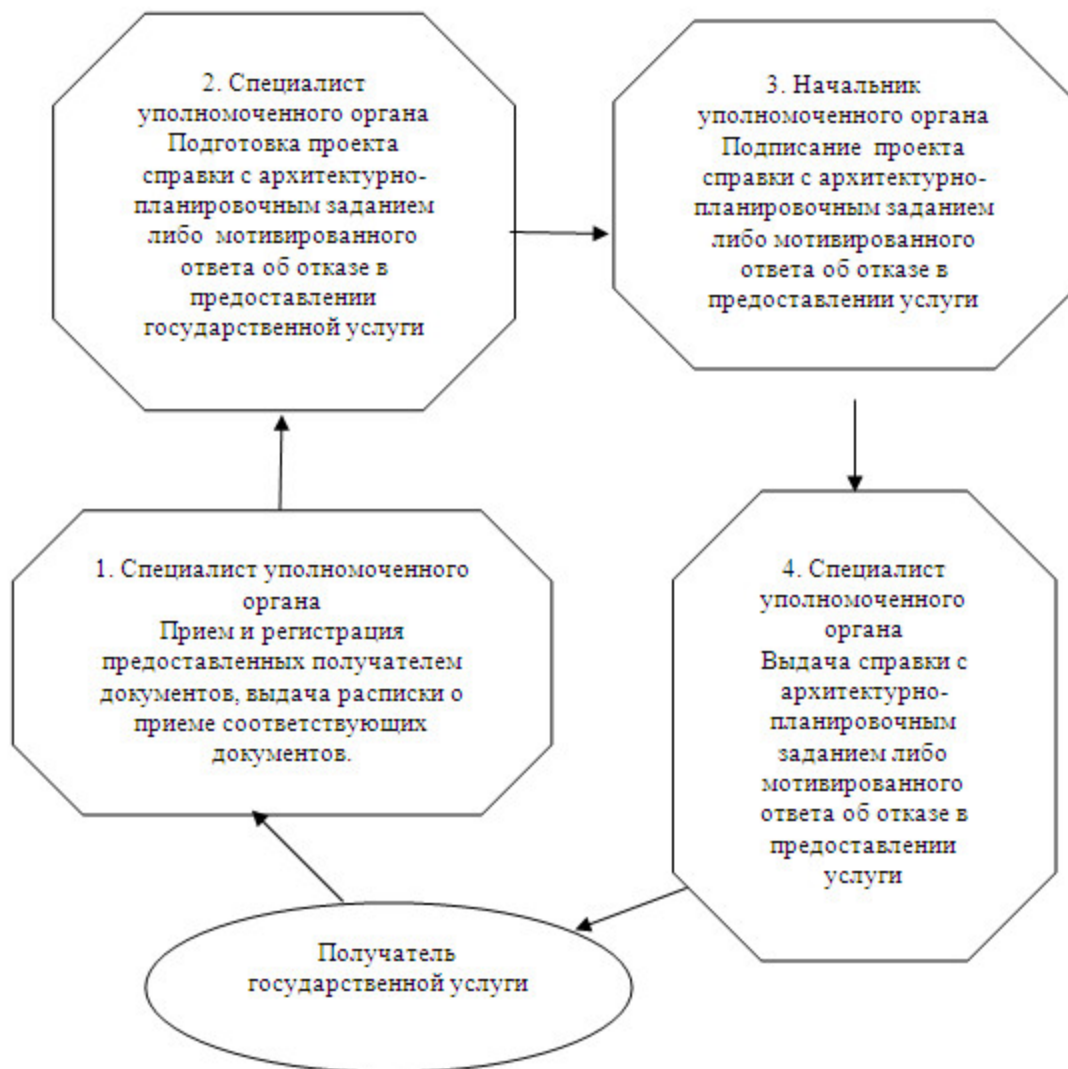 2. Специалист
уполномоченного органа
Подготовка проекта
справки с архитектурно-
планировочным заданием
либо мотивированного
ответа об отказе в
предоставлении
государственной услуги
3. Начальник
уполномоченного органа
Подписание проекта
справки с архитектурно-
планировочным заданием
либо мотивированного
ответа об отказе в
предоставлении услуги
1. Специалист уполномоченного
органа
Прием и регистрация
предоставленных получателем
документов, выдача расписки о
приеме соответствующих
документов.
4. Специалист
уполномоченного
органа
Выдача справки с
архитектурно-
планировочным
заданием либо
мотивированного
ответа об отказе в
предоставлении
услуги
Получатель
государственной услуги